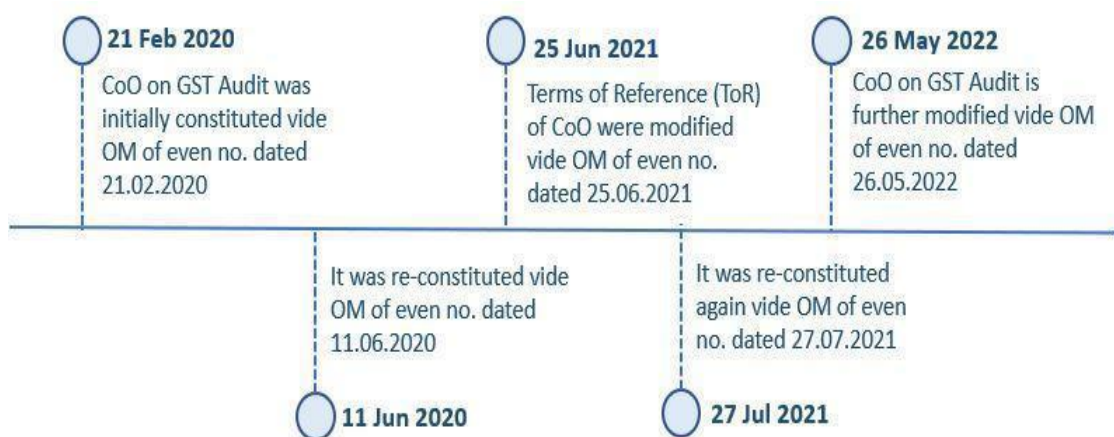 21 Feb 2020
CoO on GST Audit was
initially constituted vide
OM of even no. dated
21.02.2020
25 Jun 2021
Terms of Reference (ToR)
of CoO were modified
vide OM of even no.
dated 25.06.2021
26 May 2022
CoO on GST Audit is
further modified vide OM
of even no. dated
26.05.2022
It was re-constituted vide
OM of even no. dated
11.06.2020
11 Jun 2020
It was re-constituted
again vide OM of even
no. dated 27.07.2021
27 Jul 2021